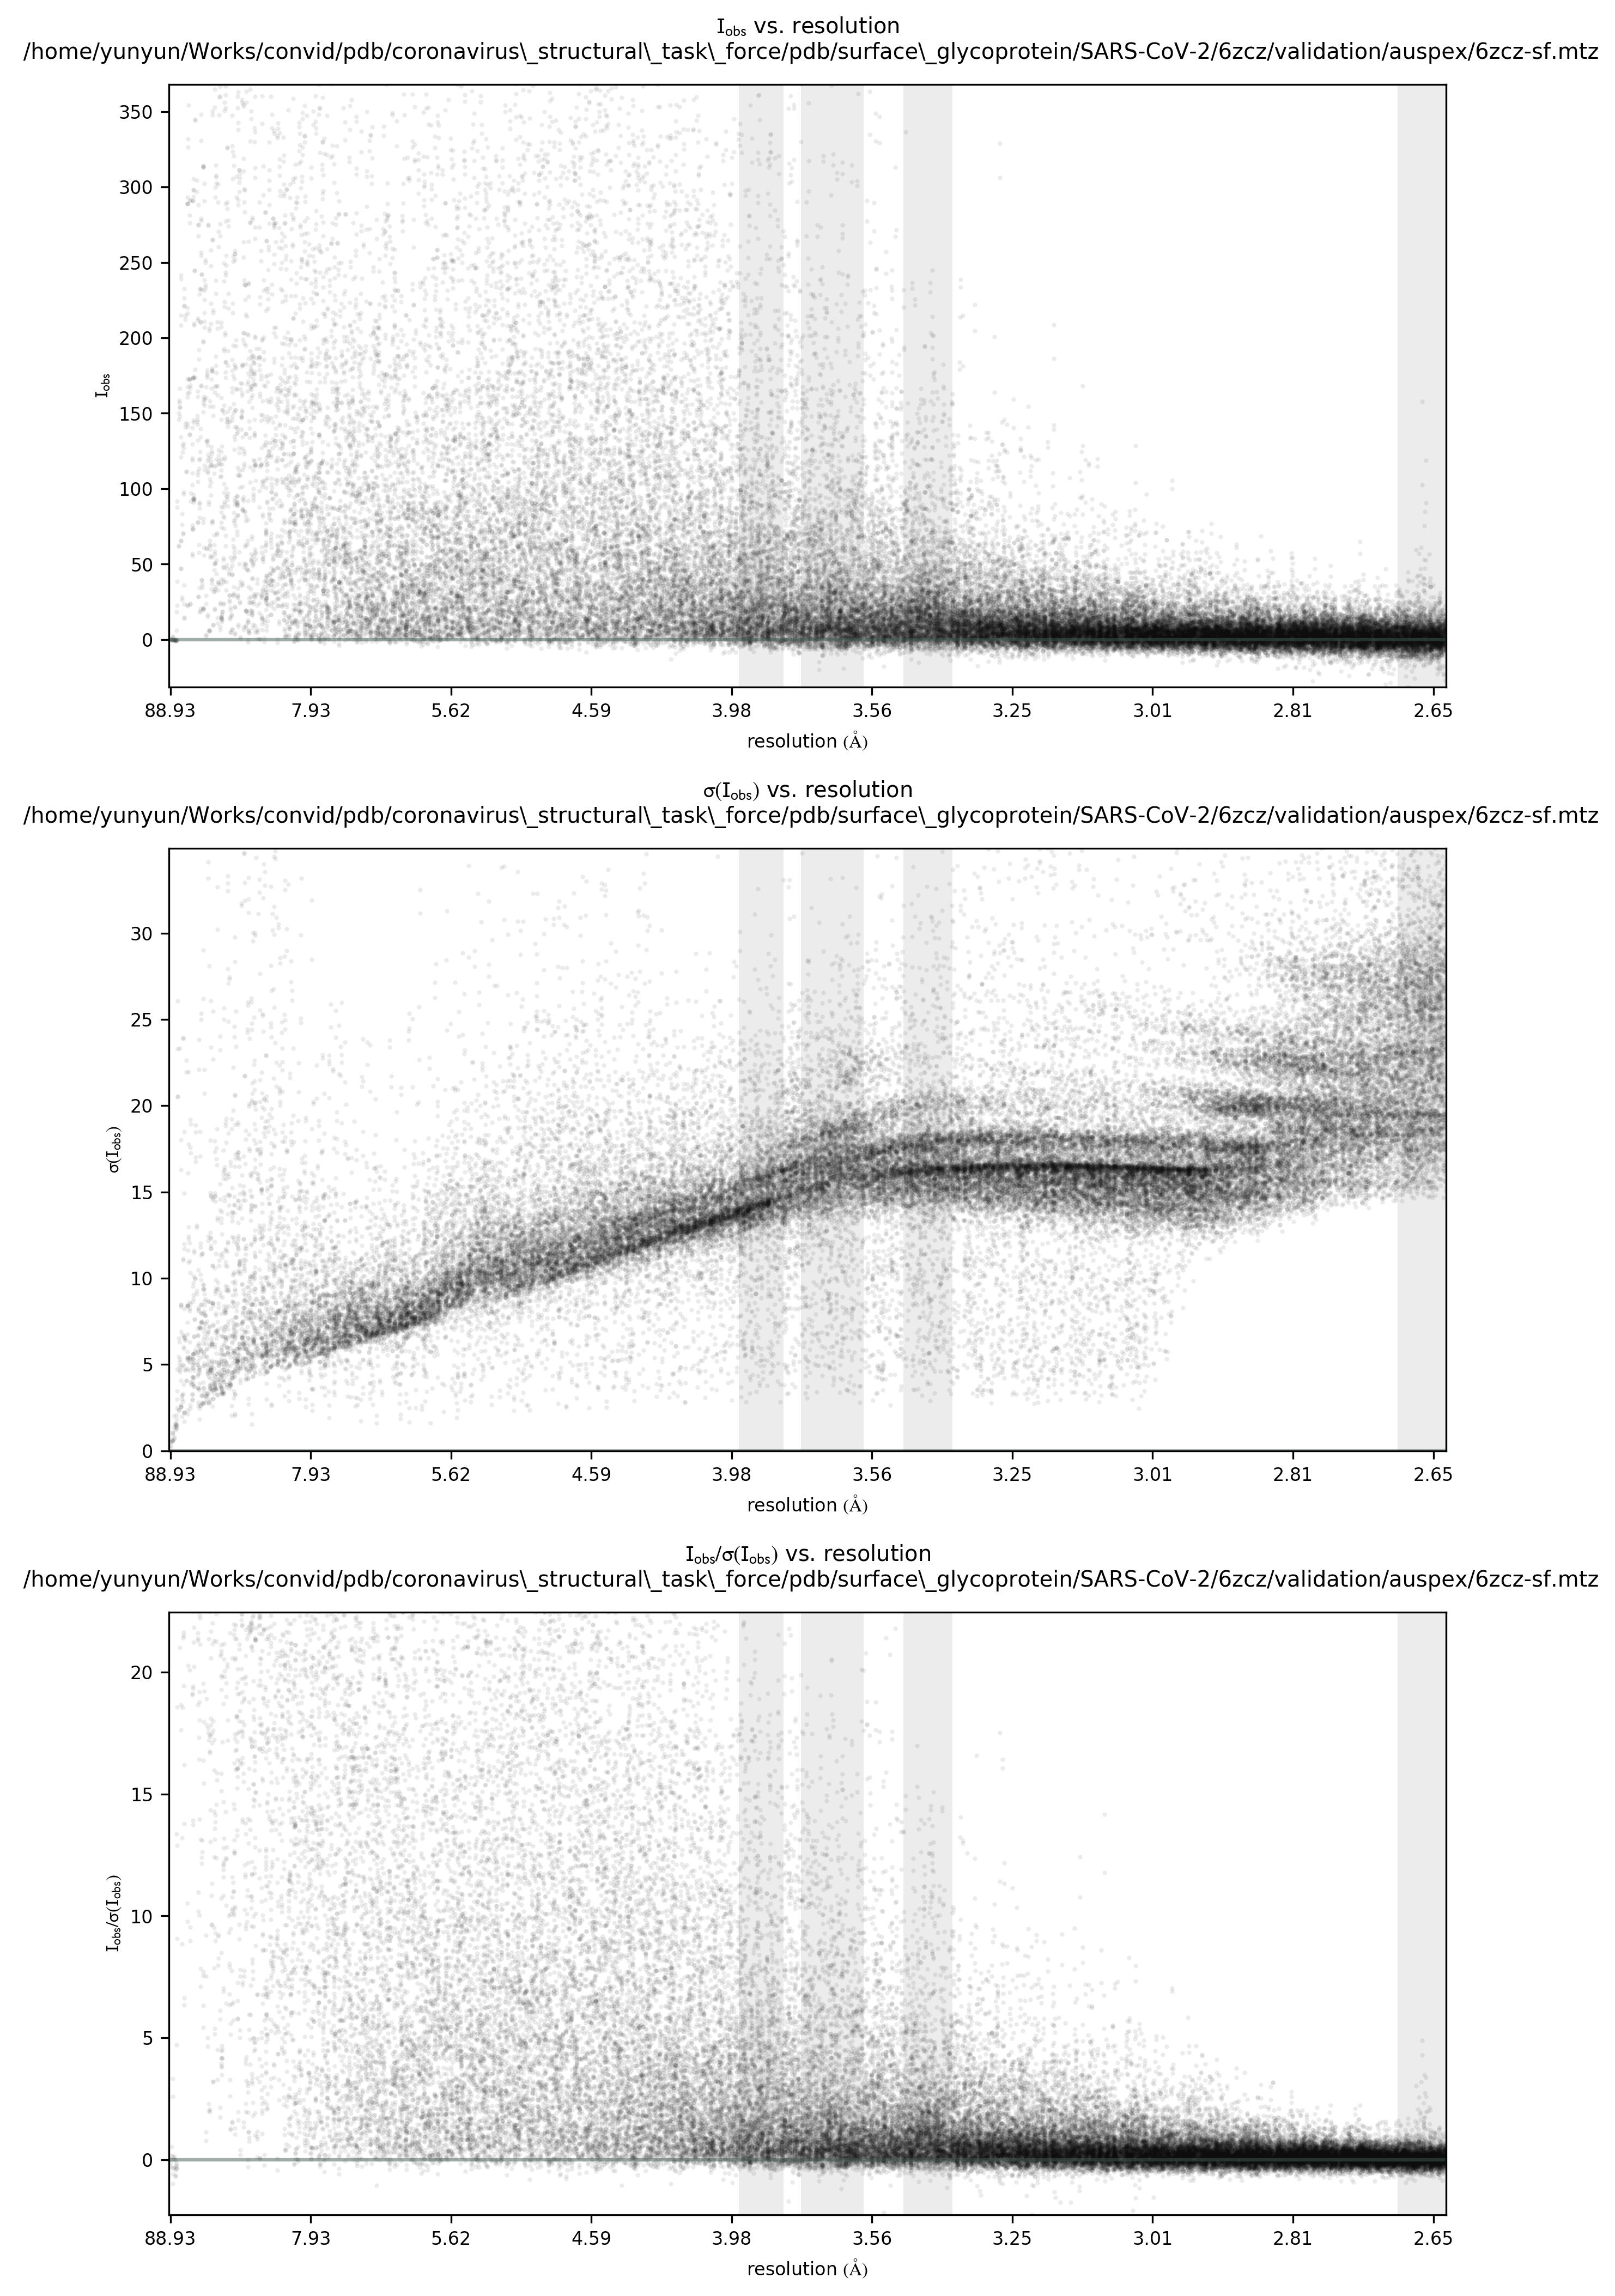 Iobs vs. resolution
/home/yunyun/Works/convid/pdb/coronavirus\_structural\_task\_force/pdb/surface\_glycoprotein/SARS-CoV-2/6zcz/validation/auspex/6zcz-sf.mtz
350
300
250
200
150
100
50
0
Iobs
88.93 7.93 5.62 4.59 3.98 3.56 3.25 3.01 2.81 2.65
resolution (Å)
σ(Iobs) vs. resolution
/home/yunyun/Works/convid/pdb/coronavirus\_structural\_task\_force/pdb/surface\_glycoprotein/SARS-CoV-2/6zcz/validation/auspex/6zcz-sf.mtz
30
25
20
15
10
5
0
σ(Iobs)
88.93 7.93 5.62 4.59 3.98 3.56 3.25 3.01 2.81 2.65
resolution (Å)
Iobs/σ(Iobs) vs. resolution
/home/yunyun/Works/convid/pdb/coronavirus\_structural\_task\_force/pdb/surface\_glycoprotein/SARS-CoV-2/6zcz/validation/auspex/6zcz-sf.mtz
20
15
10
5
0
Iobs/σ(Iobs)
88.93 7.93 5.62 4.59 3.98 3.56 3.25 3.01 2.81 2.65
resolution (Å)